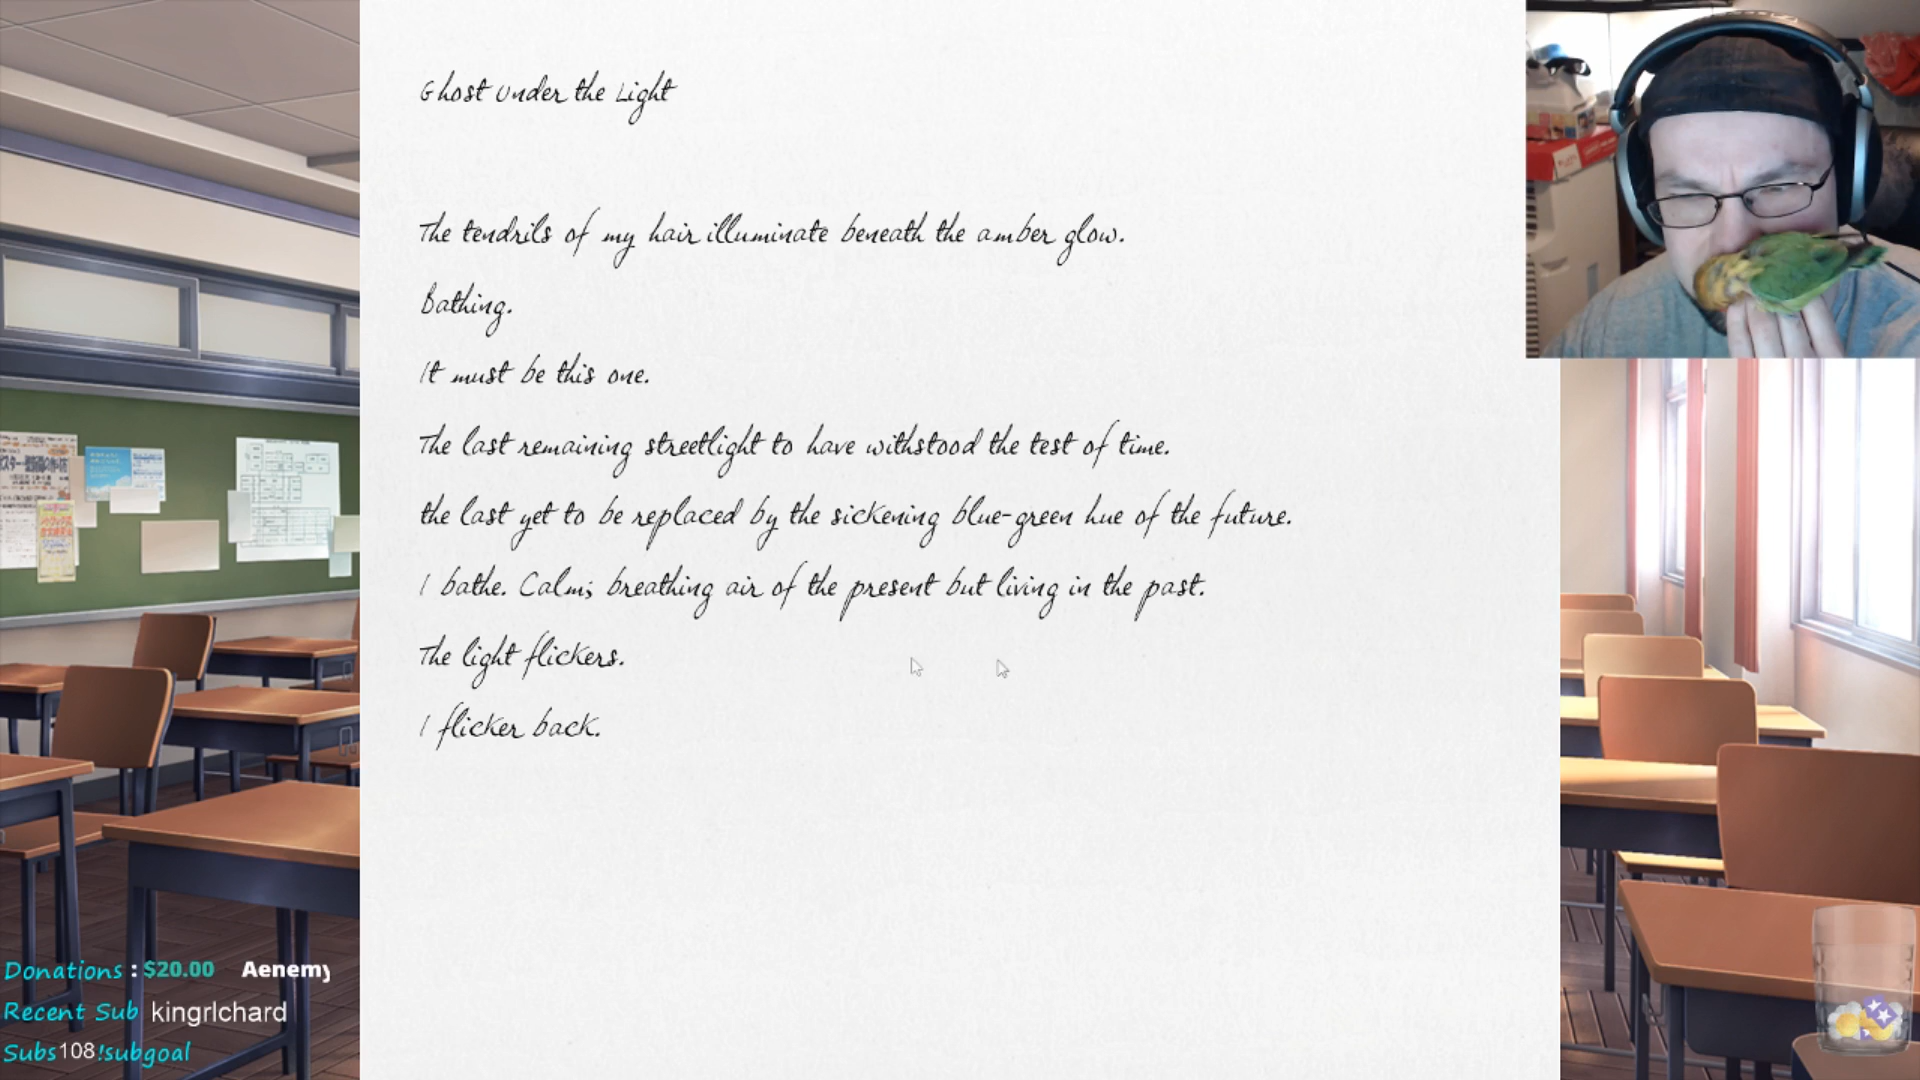 Ghost Under the Light
The tendrils of my hair illuminate beneath the amber glow.
Bathing.
It must be this one.
The last remaining streetlight to have withstood the test of time.
the last yet to be replaced by the sickening blue-green hue of the future.
I bathe. Calm; breathing air of the present but living in the past.
The light flickers.
I flicker back.
Donations : $20.00 Aenemy
Recent Sub kingrlchard
Subs 108 !subgoal